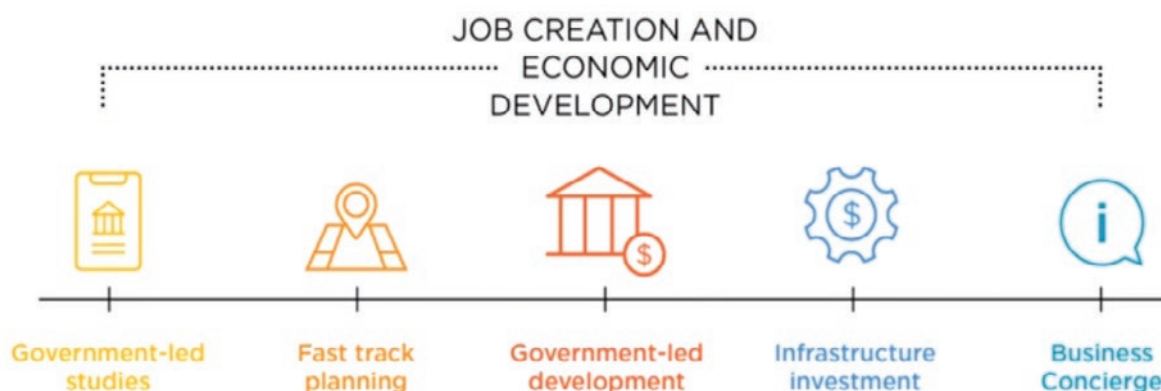 JOB CREATION AND
ECONOMIC
DEVELOPMENT
$
$
i
Government-led
studies
Fast track
planning
Government-led
development
Infrastructure
investment
Business
Concierge